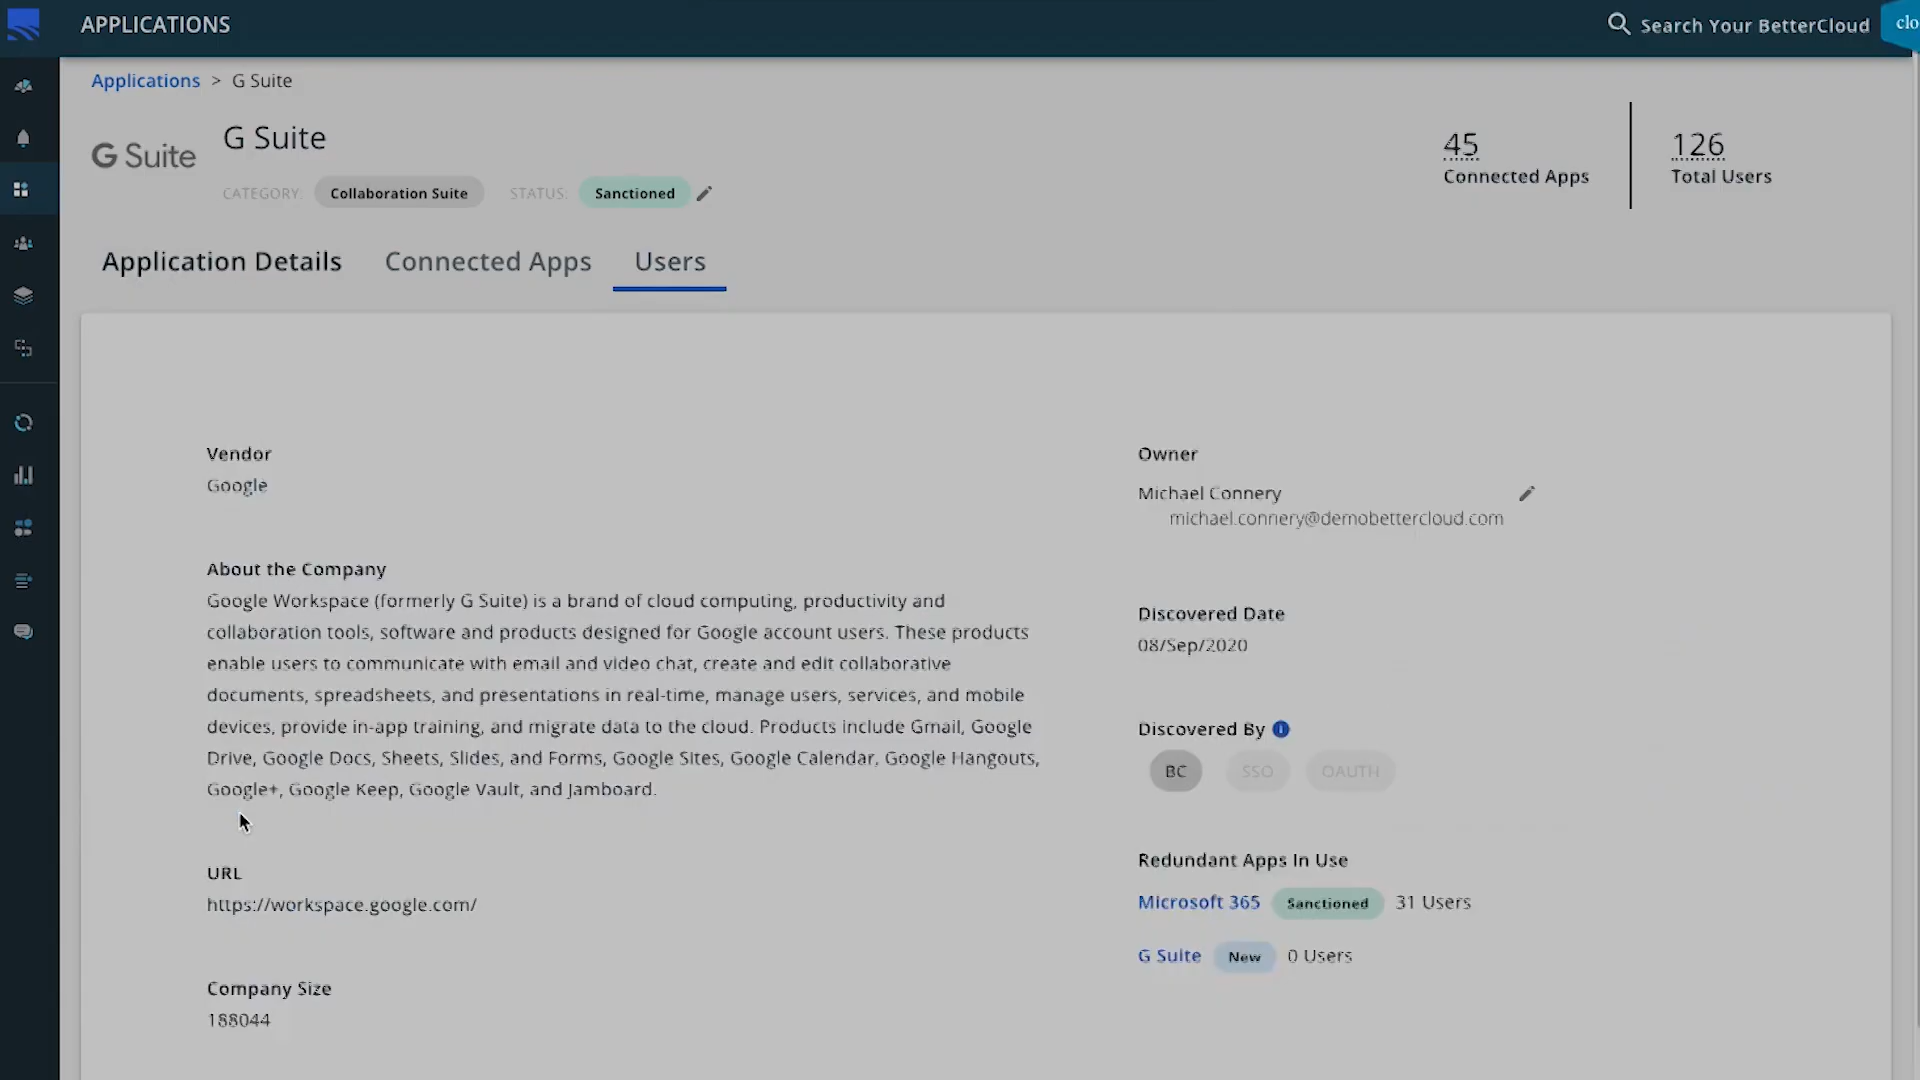 APPLICATIONS
Search Your BetterCloud
clo
Applications > G Suite
G Suite
G Suite
CATEGORY: Collaboration Suite STATUS: Sanctioned
45
Connected Apps
126
Total Users
Application Details Connected Apps Users
Vendor
Google
About the Company
Google Workspace (formerly G Suite) is a brand of cloud computing, productivity and
collaboration tools, software and products designed for Google account users. These products
enable users to communicate with email and video chat, create and edit collaborative
documents, spreadsheets, and presentations in real-time, manage users, services, and mobile
devices, provide in-app training, and migrate data to the cloud. Products include Gmail, Google
Drive, Google Docs, Sheets, Slides, and Forms, Google Sites, Google Calendar, Google Hangouts,
Google+, Google Keep, Google Vault, and Jamboard.
URL
https://workspace.google.com/
Company Size
188044
Owner
Michael Connery
michael.connery@demobettercloud.com
Discovered Date
08/Sep/2020
Discovered By
BC SSO OAUTH
Redundant Apps In Use
Microsoft 365 Sanctioned 31 Users
G Suite New 0 Users